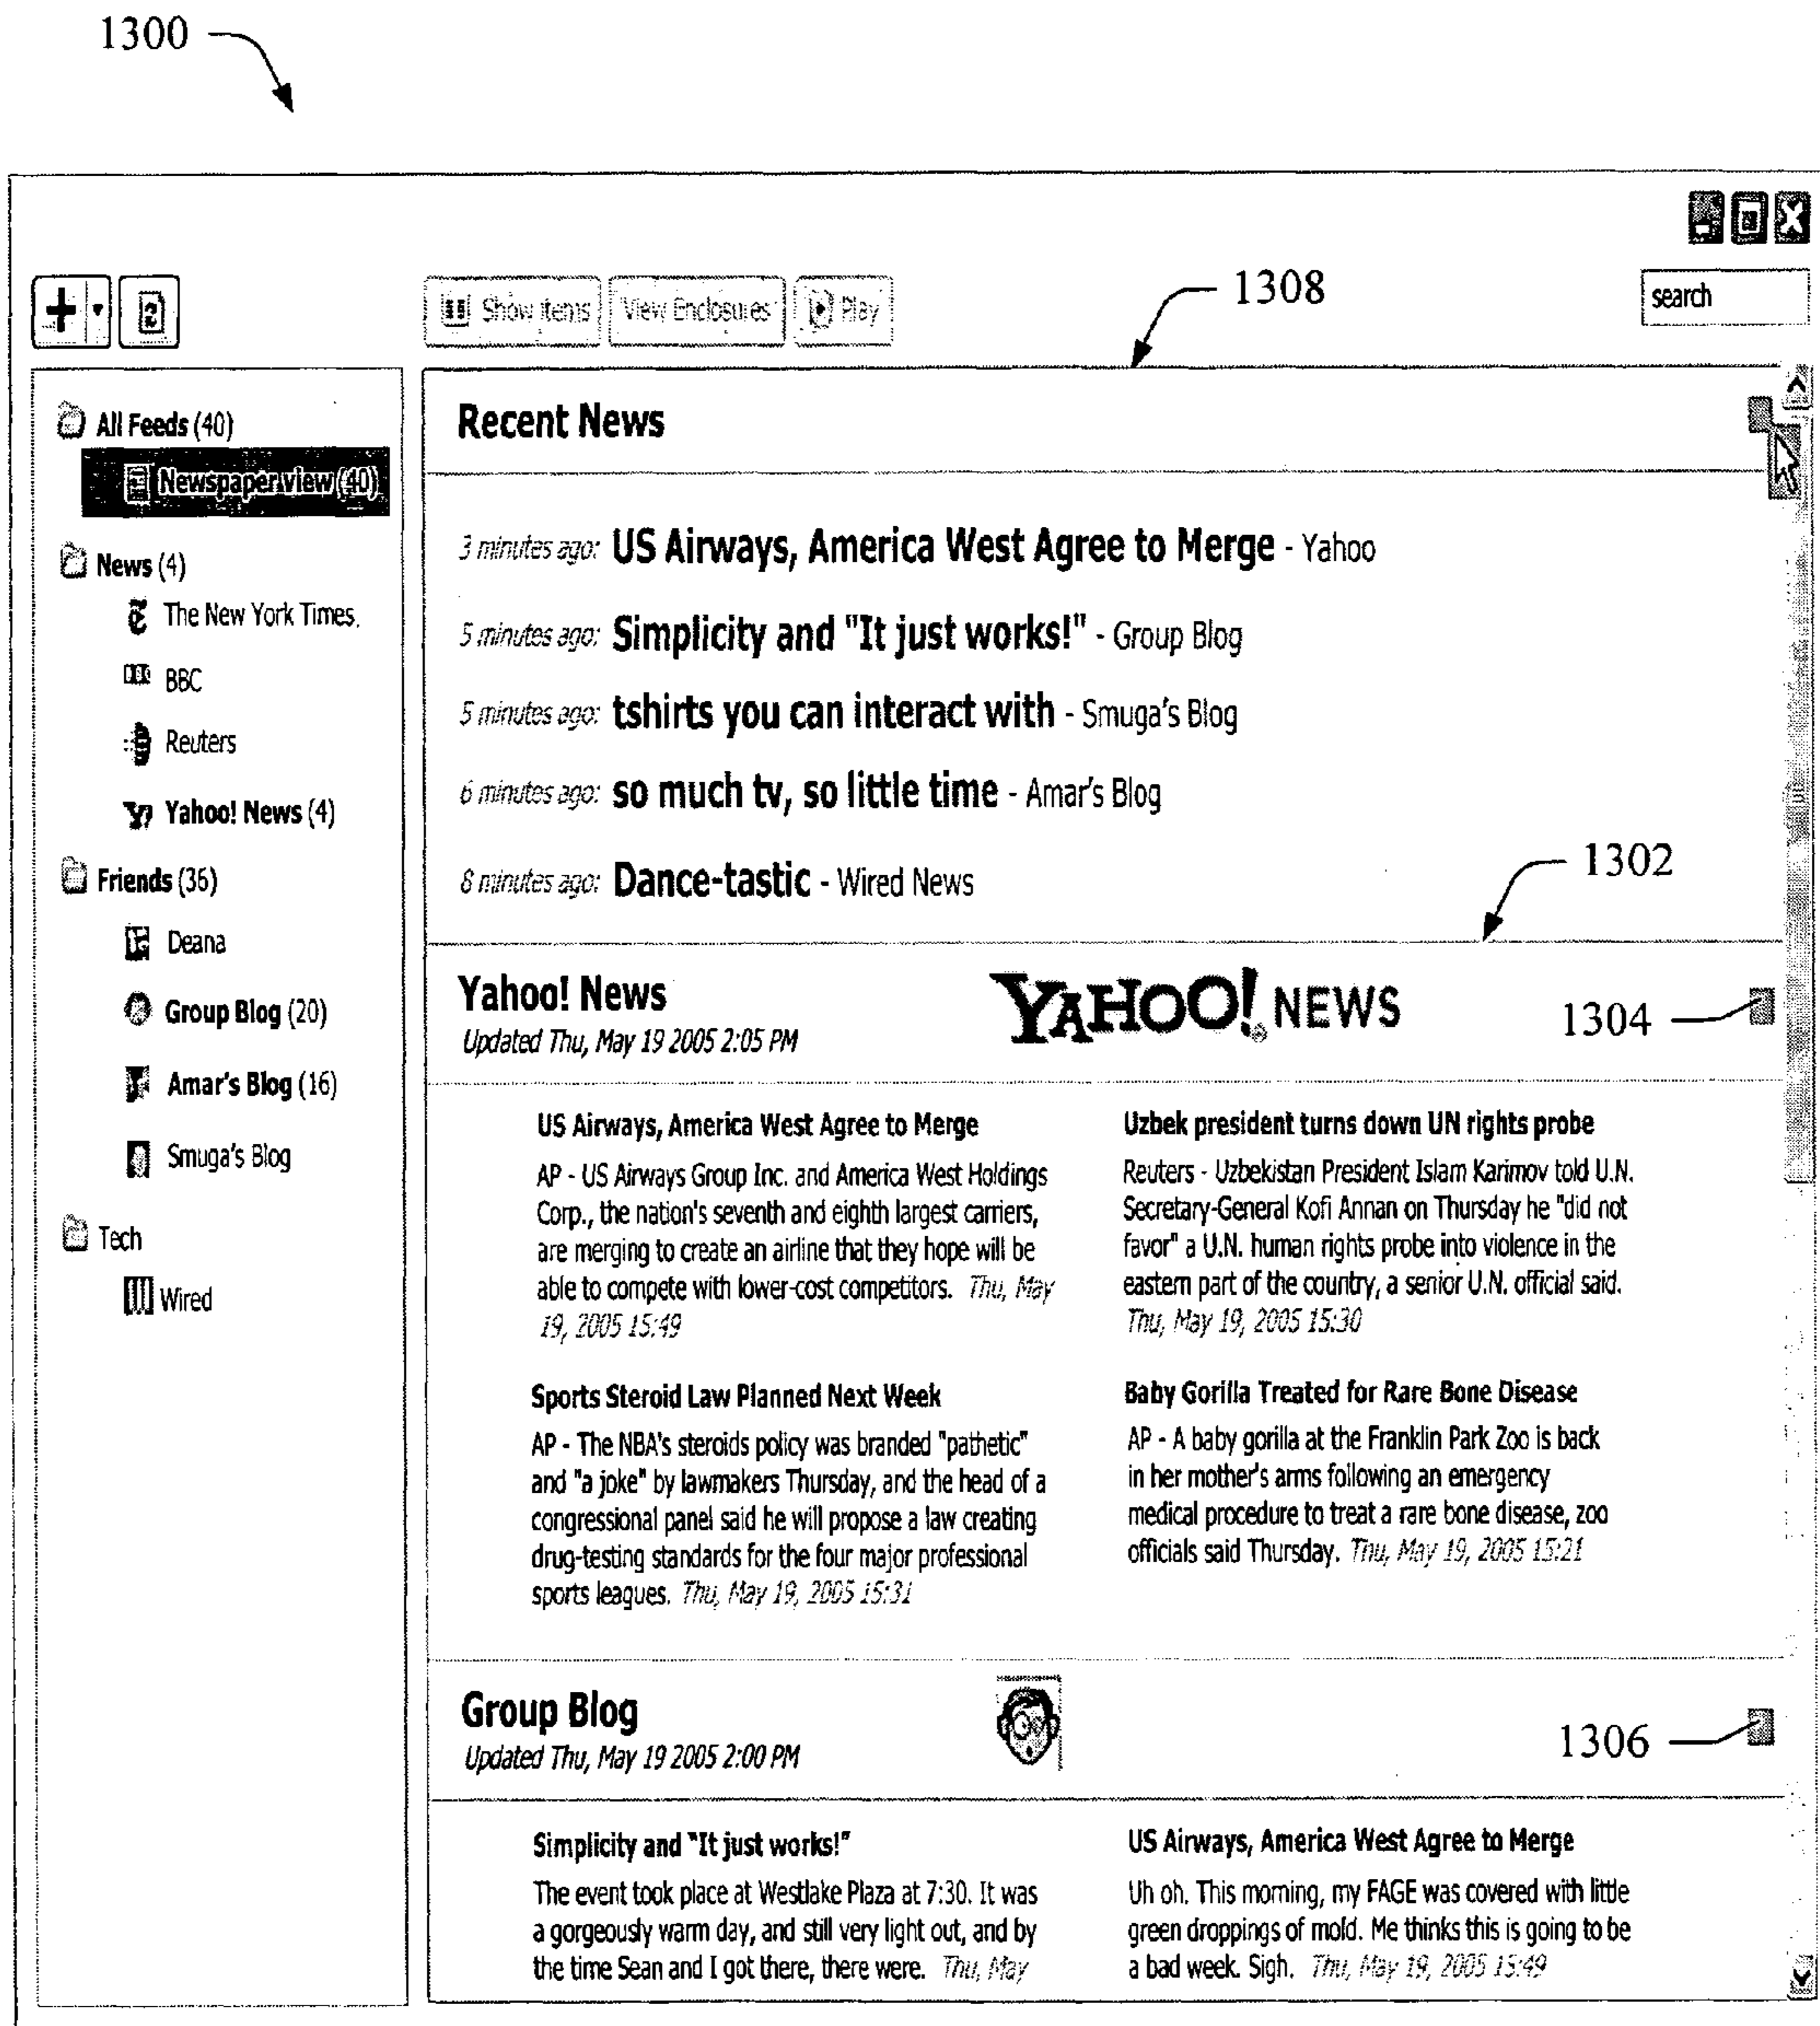 1300
Show items View Enclosures Play
1308
search
All Feeds (40)
Newspaper view (40)
News (4)
The New York Times.
BBC
Reuters
Yahoo! News (4)
Friends (36)
Deana
Group Blog (20)
Amar's Blog (16)
Smuga's Blog
Tech
Wired
Recent News
3 minutes ago: US Airways, America West Agree to Merge - Yahoo
5 minutes ago: Simplicity and "It just works!" - Group Blog
5 minutes ago: tshirts you can interact with - Smuga's Blog
6 minutes ago: so much tv, so little time - Amar's Blog
8 minutes ago: Dance-tastic - Wired News
1302
Yahoo! News
Updated Thu, May 19 2005 2:05 PM
YAHOO! NEWS
1304
US Airways, America West Agree to Merge
AP - US Airways Group Inc. and America West Holdings
Corp., the nation's seventh and eighth largest carriers,
are merging to create an airline that they hope will be
able to compete with lower-cost competitors. Thu, May
19, 2005 15:49
Uzbek president turns down UN rights probe
Reuters - Uzbekistan President Islam Karimov told U.N.
Secretary-General Kofi Annan on Thursday he "did not
favor" a U.N. human rights probe into violence in the
eastern part of the country, a senior U.N. official said.
Thu, May 19, 2005 15:30
Sports Steroid Law Planned Next Week
AP - The NBA's steroids policy was branded "pathetic"
and "a joke" by lawmakers Thursday, and the head of a
congressional panel said he will propose a law creating
drug-testing standards for the four major professional
sports leagues. Thu, May 19, 2005 15:31
Baby Gorilla Treated for Rare Bone Disease
AP - A baby gorilla at the Franklin Park Zoo is back
in her mother's arms following an emergency
medical procedure to treat a rare bone disease, zoo
officials said Thursday. Thu, May 19, 2005 15:21
Group Blog
Updated Thu, May 19 2005 2:00 PM
1306
Simplicity and "It just works!"
The event took place at Westlake Plaza at 7:30. It was
a gorgeously warm day, and still very light out, and by
the time Sean and I got there, there were. Thu, May
US Airways, America West Agree to Merge
Uh oh. This morning, my FAGE was covered with little
green droppings of mold. Me thinks this is going to be
a bad week. Sigh. Thu, May 19, 2005 15:49